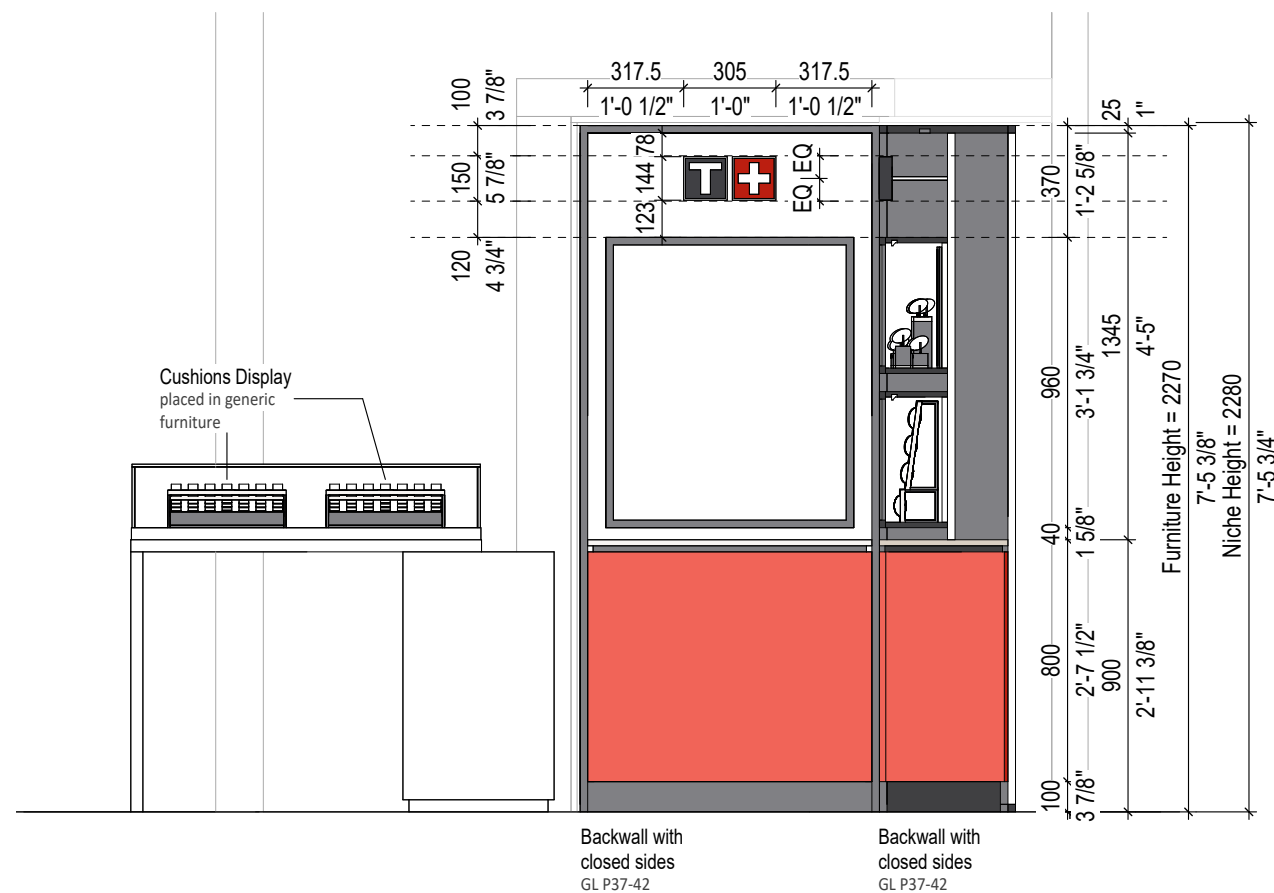 317.5 305 317.5
1'-0 1/2" 1'-0" 1'-0 1/2"
100
3 7/8"
150
5 7/8"
120
4 3/4"
78
144
123
T
EQ
EQ
25
1"
370
1'-2 5/8"
1345
4'-5"
960
3'-1 3/4"
40
1 5/8"
800
2'-7 1/2"
900
2'-11 3/8"
100
3 7/8"
Furniture Height = 2270
7'-5 3/8"
Niche Height = 2280
7'-5 3/4"
Cushions Display
placed in generic
furniture
Backwall with
closed sides
GL P37-42
Backwall with
closed sides
GL P37-42